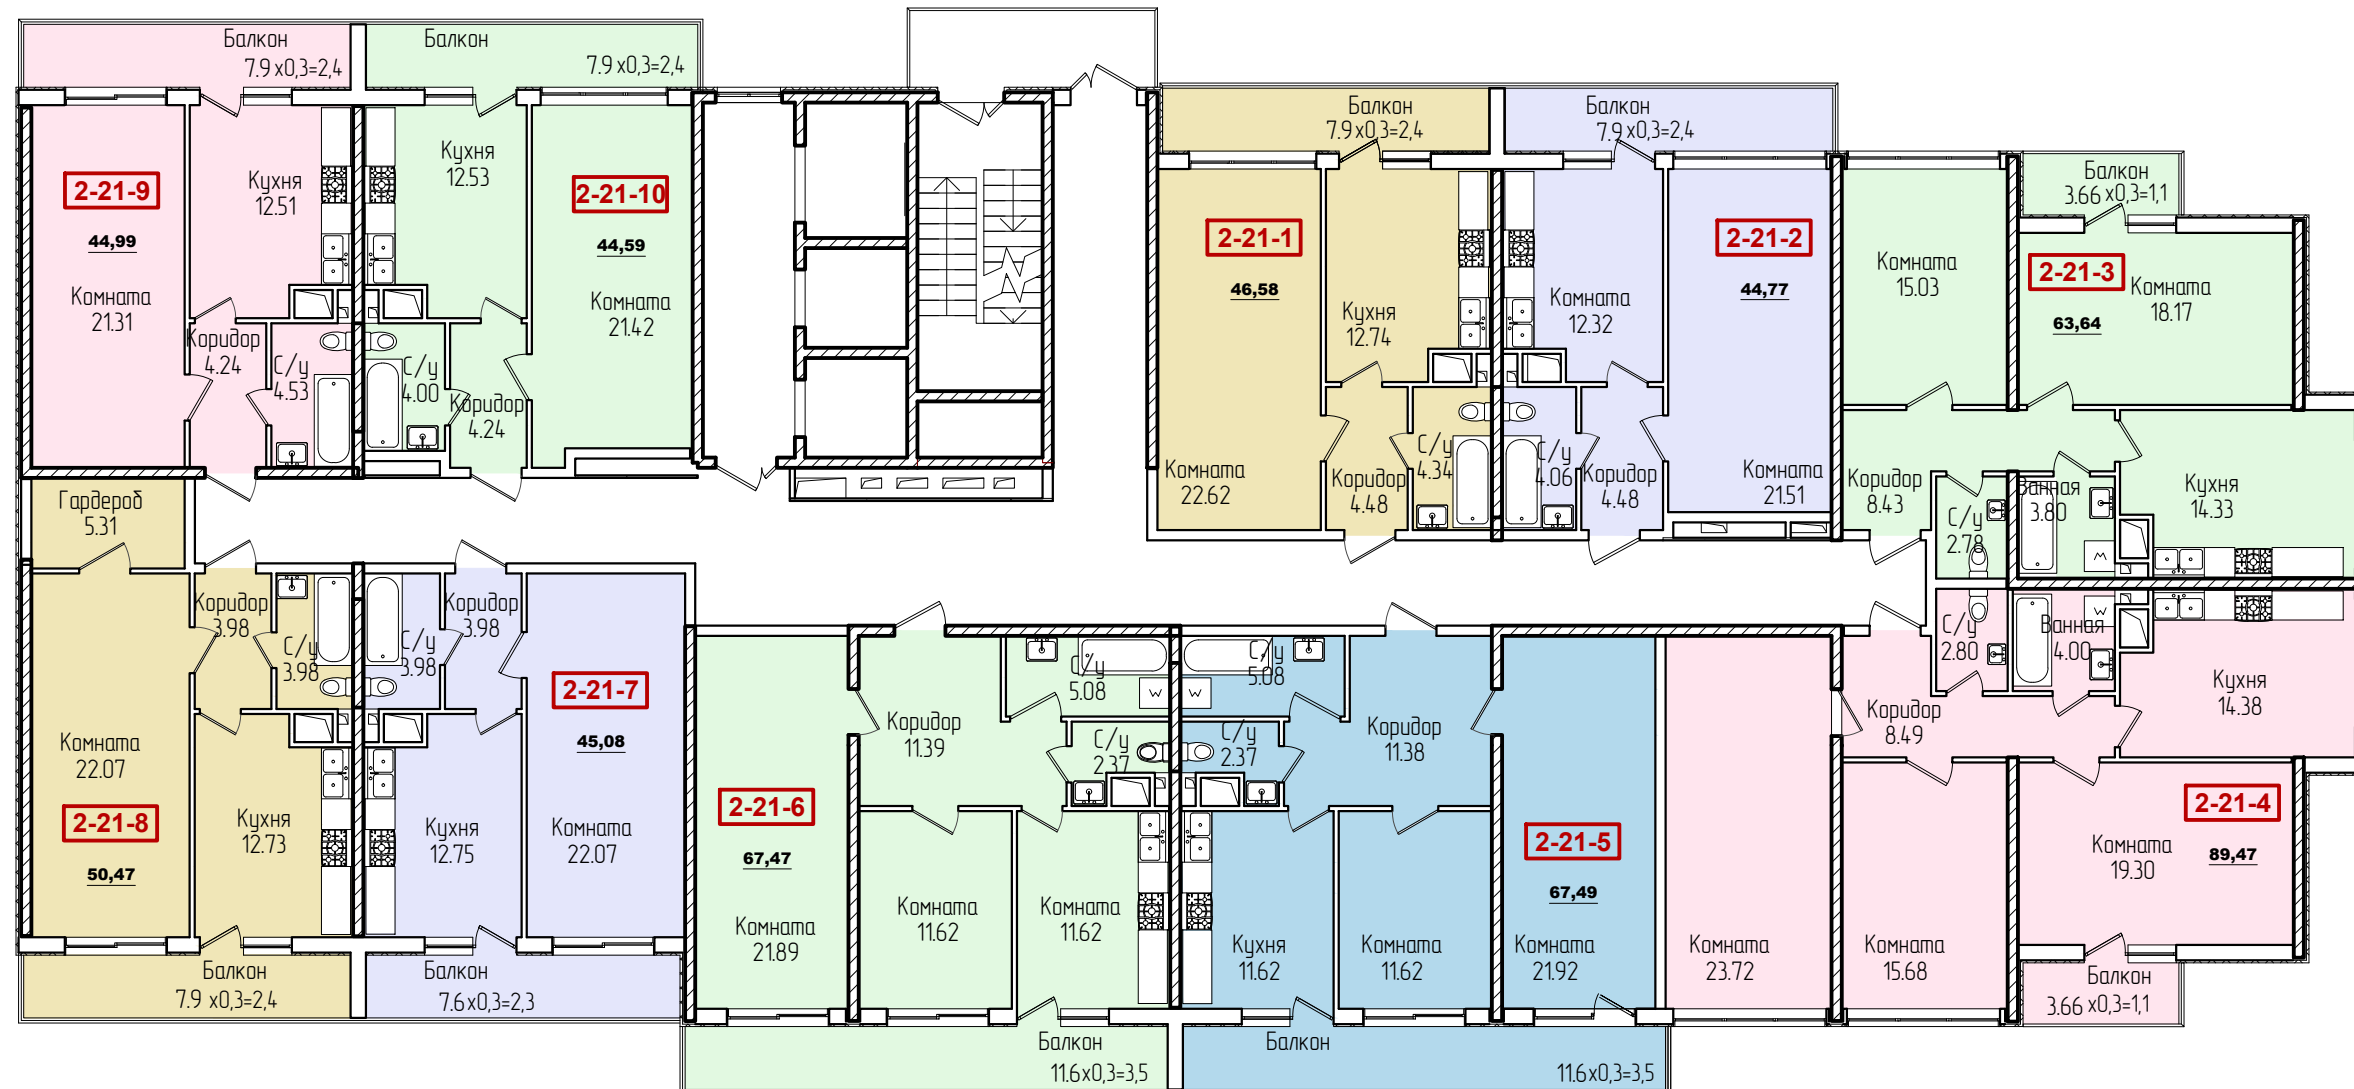 Балкон
7.9 x0,3=2,4
Балкон
7.9 x0,3=2,4
2-21-9
44,99
Комната
21.31
Кухня
12.51
Коридор
4.24
С/у
4.53
Кухня
12.53
2-21-10
44,59
Комната
21.42
С/у
4.00
Коридор
4.24
Балкон
7.9 x0,3=2,4
Балкон
7.9 x0,3=2,4
2-21-1
46,58
Кухня
12.74
Комната
22.62
Коридор
4.48
С/у
4.34
Комната
12.32
2-21-2
44,77
С/у
4.06
Коридор
4.48
Комната
21.51
Балкон
3.66 x0,3=1,1
Комната
15.03
2-21-3
63,64
Комната
18.17
Коридор
8.43
С/у
2.78
Ванная
3.80
Кухня
14.33
M
Гардероб
5.31
Коридор
3.98
С/у
3.98
Комната
22.07
2-21-8
50,47
Кухня
12.73
Балкон
7.9 x0,3=2,4
С/у
3.98
Коридор
3.98
2-21-7
45,08
Кухня
12.75
Комната
22.07
Балкон
7.6 x0,3=2,3
С/у
5.08
W
Коридор
11.39
С/у
2.37
2-21-6
67,47
Комната
21.89
Комната
11.62
Комната
11.62
Балкон
11.6x0,3=3,5
С/у
5.08
W
С/у
2.37
Коридор
11.38
2-21-5
67,49
Кухня
11.62
Комната
11.62
Комната
21.92
Балкон
11.6x0,3=3,5
С/у
2.80
Ванная
4.00
W
Коридор
8.49
Кухня
14.38
2-21-4
89,47
Комната
19.30
Комната
23.72
Комната
15.68
Балкон
3.66 x0,3=1,1